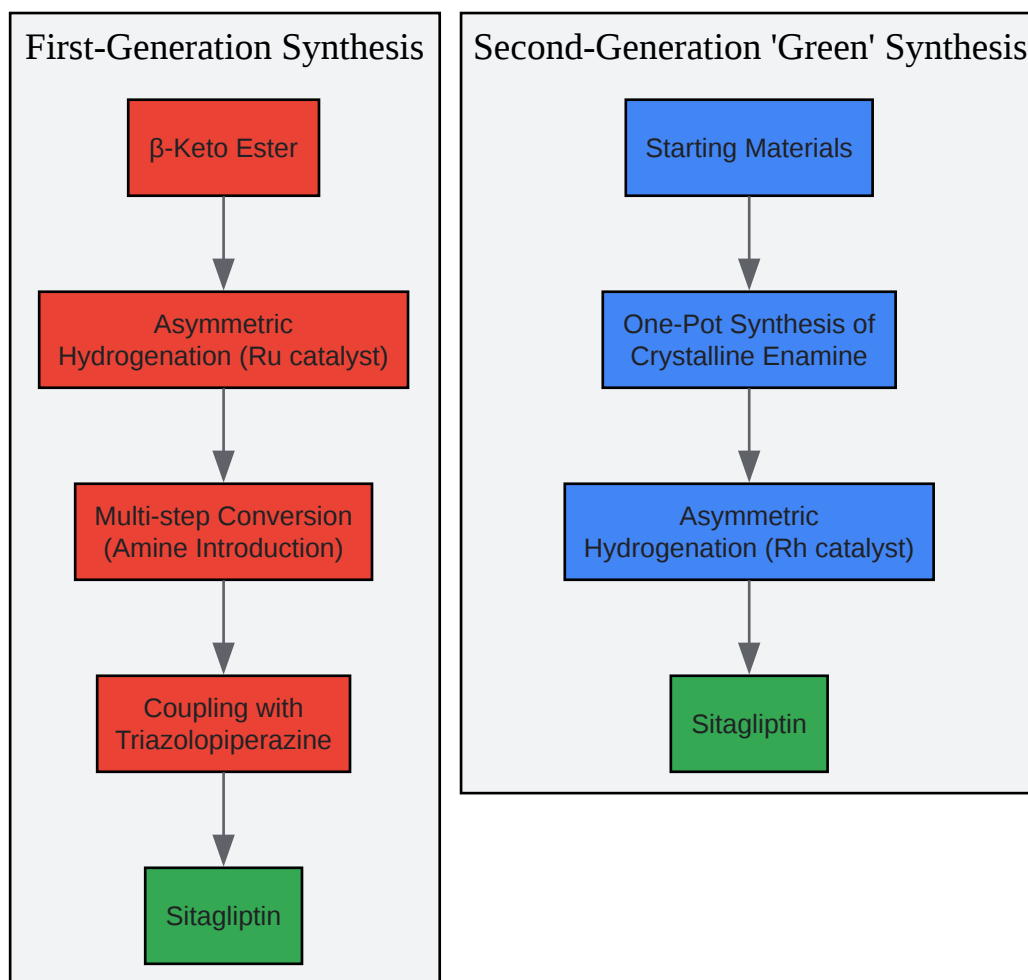 First-Generation Synthesis
β-Keto Ester
Asymmetric
Hydrogenation (Ru catalyst)
Multi-step Conversion
(Amine Introduction)
Coupling with
Triazolopiperazine
Sitagliptin
Second-Generation 'Green' Synthesis
Starting Materials
One-Pot Synthesis of
Crystalline Enamine
Asymmetric
Hydrogenation (Rh catalyst)
Sitagliptin